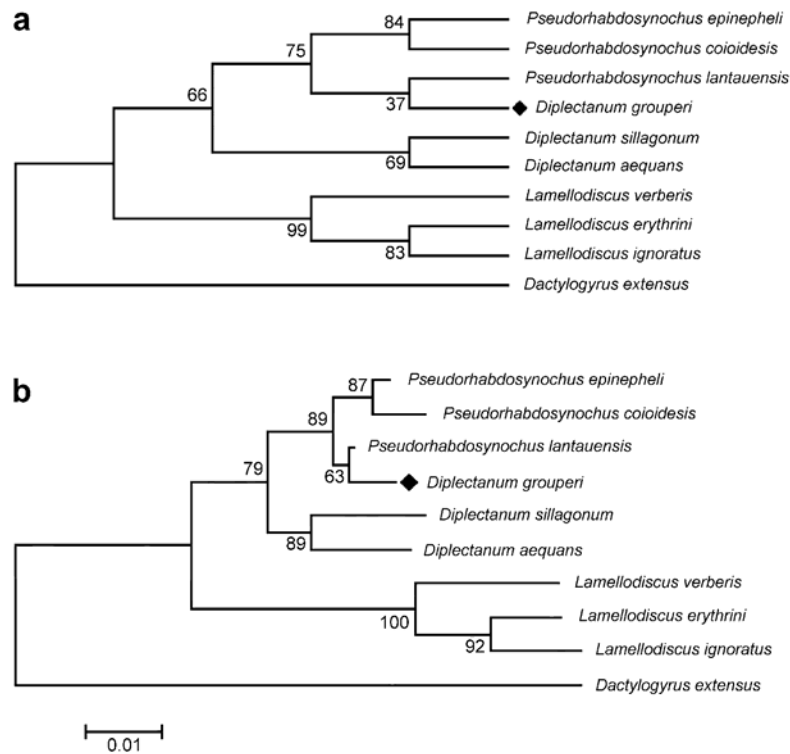 a
84
Pseudorhabdosynochus epinepheli
Pseudorhabdosynochus coioidesis
75
Pseudorhabdosynochus lantauensis
66
37
Diplectanum grouperi
Diplectanum sillagonum
69
Diplectanum aequans
Lamellodiscus verberis
99
Lamellodiscus erythrini
83
Lamellodiscus ignoratus
Dactylogyrus extensus
b
87
Pseudorhabdosynochus epinepheli
Pseudorhabdosynochus coioidesis
89
Pseudorhabdosynochus lantauensis
79
63
Diplectanum grouperi
Diplectanum sillagonum
89
Diplectanum aequans
Lamellodiscus verberis
100
Lamellodiscus erythrini
92
Lamellodiscus ignoratus
Dactylogyrus extensus
0.01